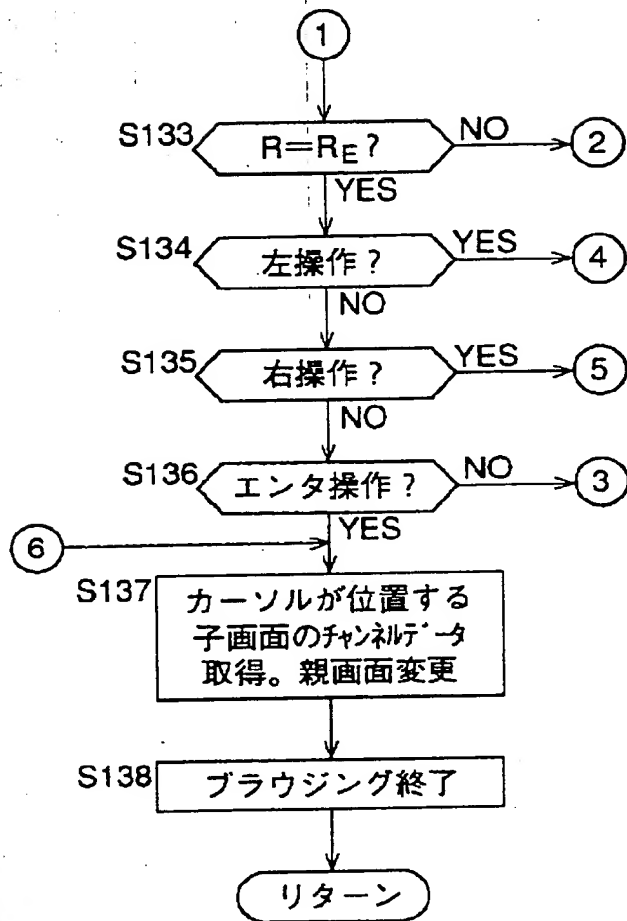 1
S133
R=RE?
NO
2
YES
S134
左操作?
YES
4
NO
S135
右操作?
YES
5
NO
S136
エンタ操作?
NO
3
YES
6
S137
カーソルが位置する
子画面のチャンネルデータ
取得。親画面変更
S138
ブラウジング終了
リターン